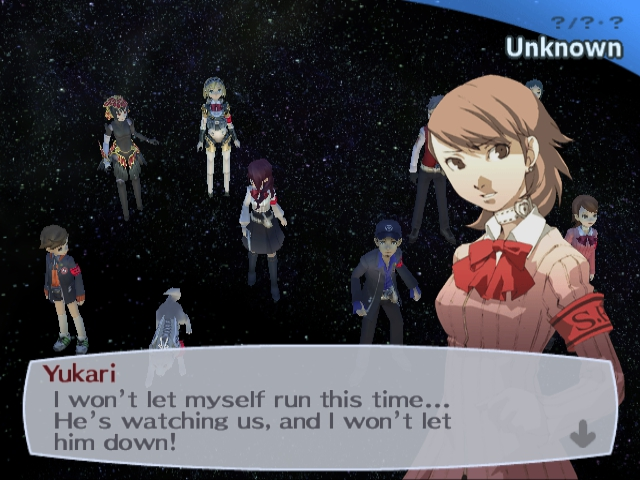 ?/?・?
Unknown
Yukari
I won't let myself run this time...
He's watching us, and I won't let
him down!